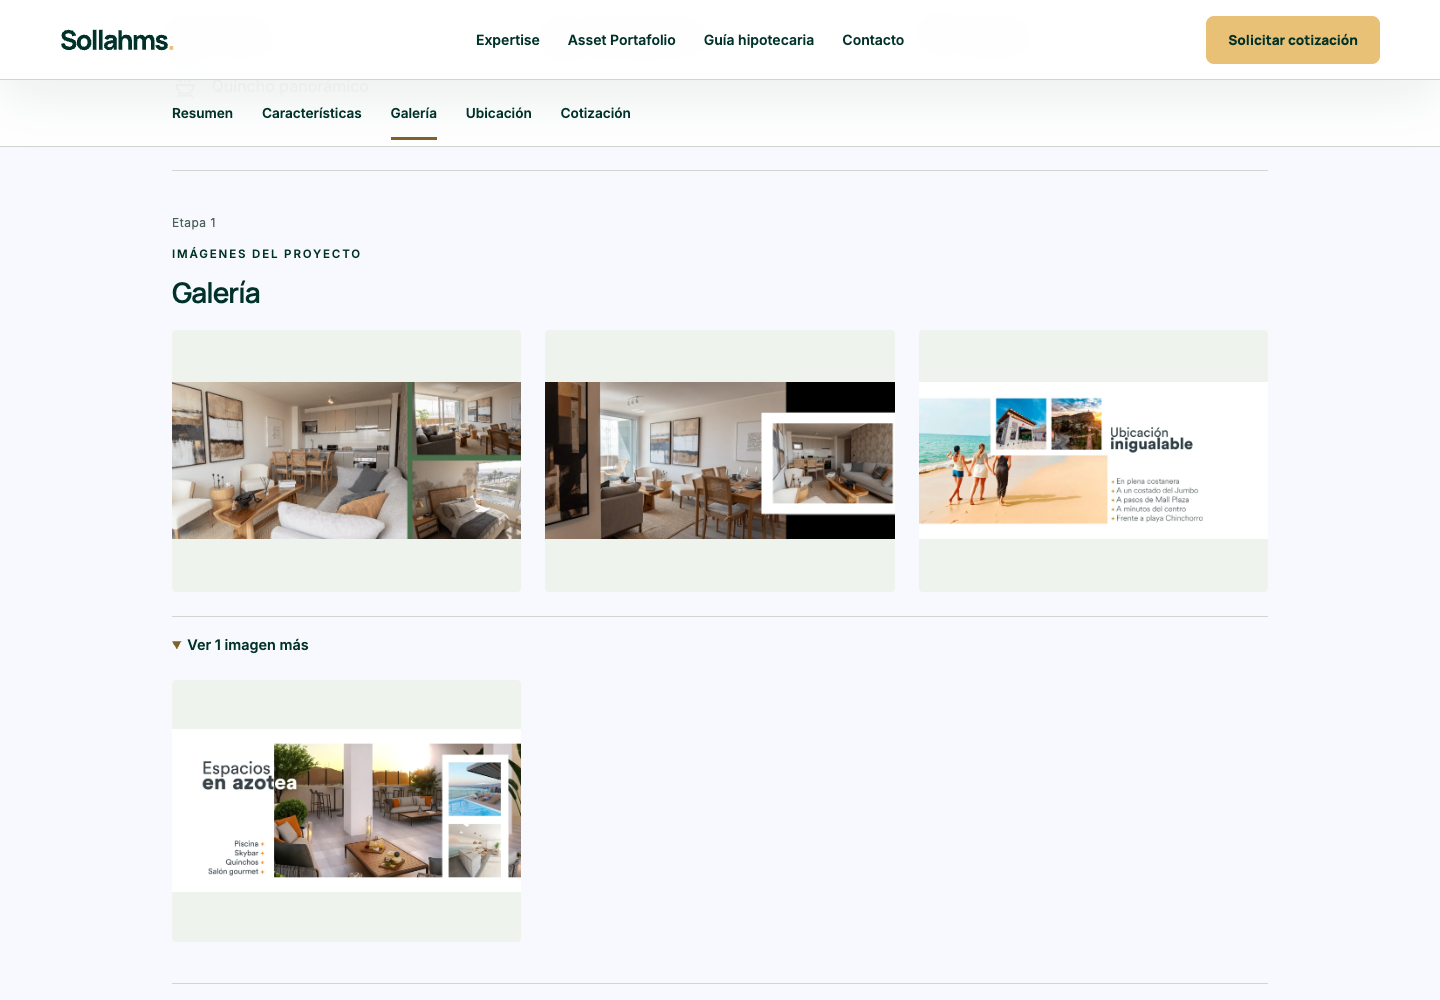 Sollahms.
Expertise
Asset Portafolio
Guía hipotecaria
Contacto
Solicitar cotización
Quincho panorámico
Resumen
Características
Galería
Ubicación
Cotización
Etapa 1
IMÁGENES DEL PROYECTO
Galería
Ubicación
inigualable
En plena costanera
A un costado del Jumbo
A pasos de Mall Plaza
A minutos del centro
Frente a playa Chinchorro
Ver 1 imagen más
Espacios
en azotea
Piscina
Skybar
Quinchos
Salón gourmet